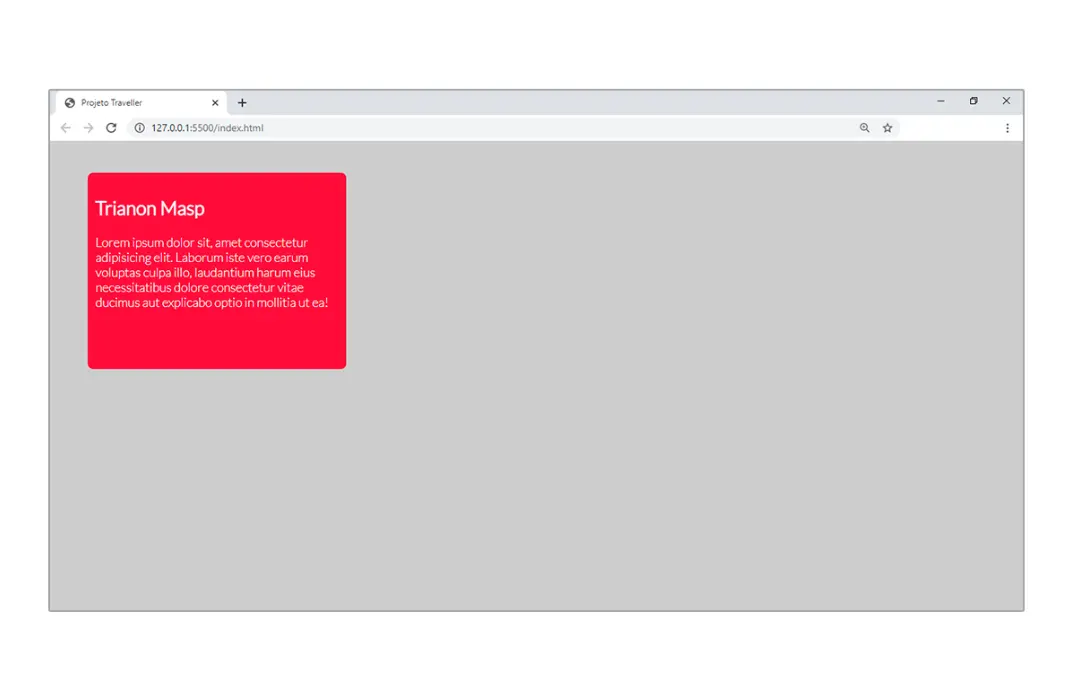 Projeto Traveller
127.0.0.1:5500/index.html
Trianon Masp
Lorem ipsum dolor sit, amet consectetur
adipisicing elit. Laborum iste vero earum
voluptas culpa illo, laudantium harum eius
necessitatibus dolore consectetur vitae
ducimus aut explicabo optio in mollitia ut ea!